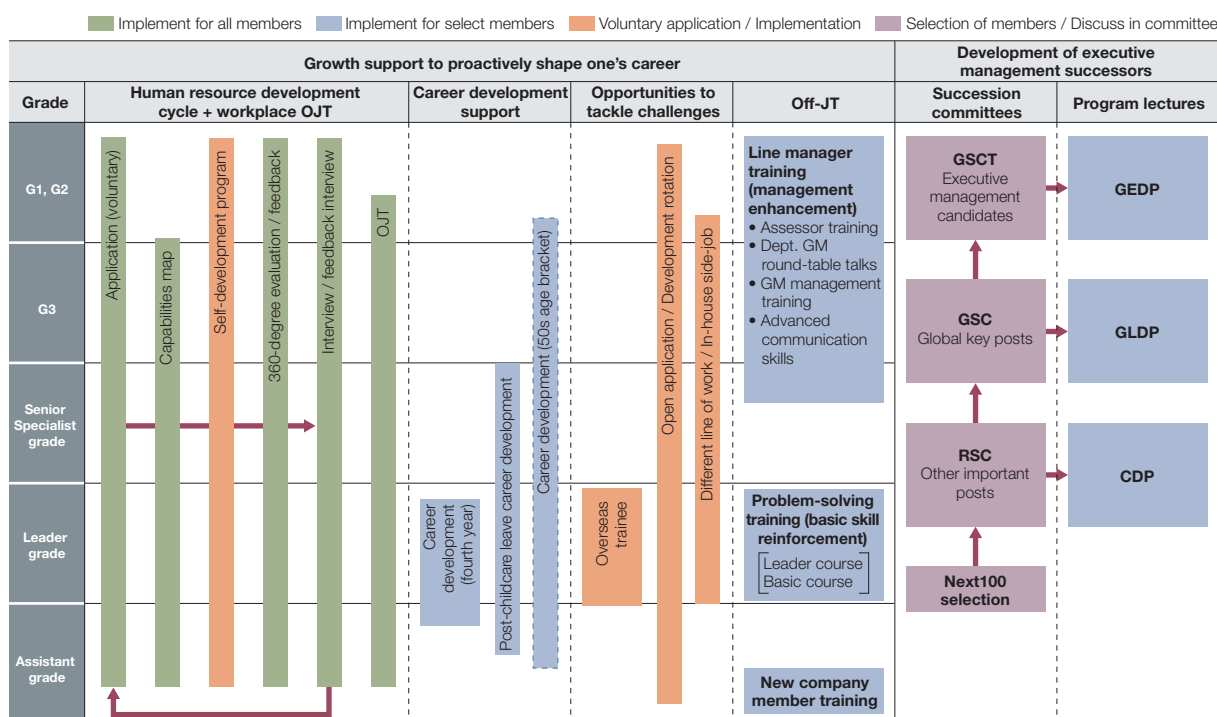 Implement for all members
Implement for select members
Voluntary application / Implementation
Selection of members / Discuss in committee
Growth support to proactively shape one's career
Development of executive
management successors
Grade
Human resource development
cycle + workplace OJT
Career development
support
Opportunities to
tackle challenges
Off-JT
Succession
committees
Program lectures
G1, G2
G3
Senior
Specialist
grade
Leader
grade
Assistant
grade
Application (voluntary)
Capabilities map
Self-development program
360-degree evaluation / feedback
Interview / feedback interview
OJT
Career
development
(fourth year)
Post-childcare leave career development
Career development (50s age bracket)
Overseas
trainee
Open application / Development rotation
Different line of work / In-house side-job
Line manager
training
(management
enhancement)
• Assessor training
• Dept. GM
round-table talks
• GM management
training
• Advanced
communication
skills
Problem-solving
training (basic skill
reinforcement)
Leader course
Basic course
New company
member training
GSCT
Executive
management
candidates
GSC
Global key posts
RSC
Other important
posts
Next100
selection
GEDP
GLDP
CDP